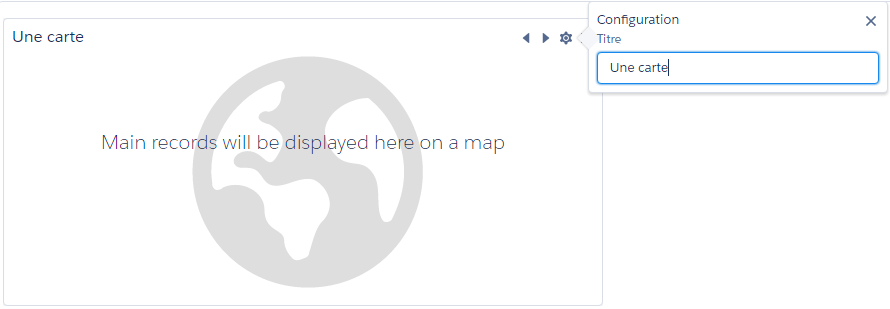 Une carte
Main records will be displayed here on a map
Configuration
Titre
Une carte